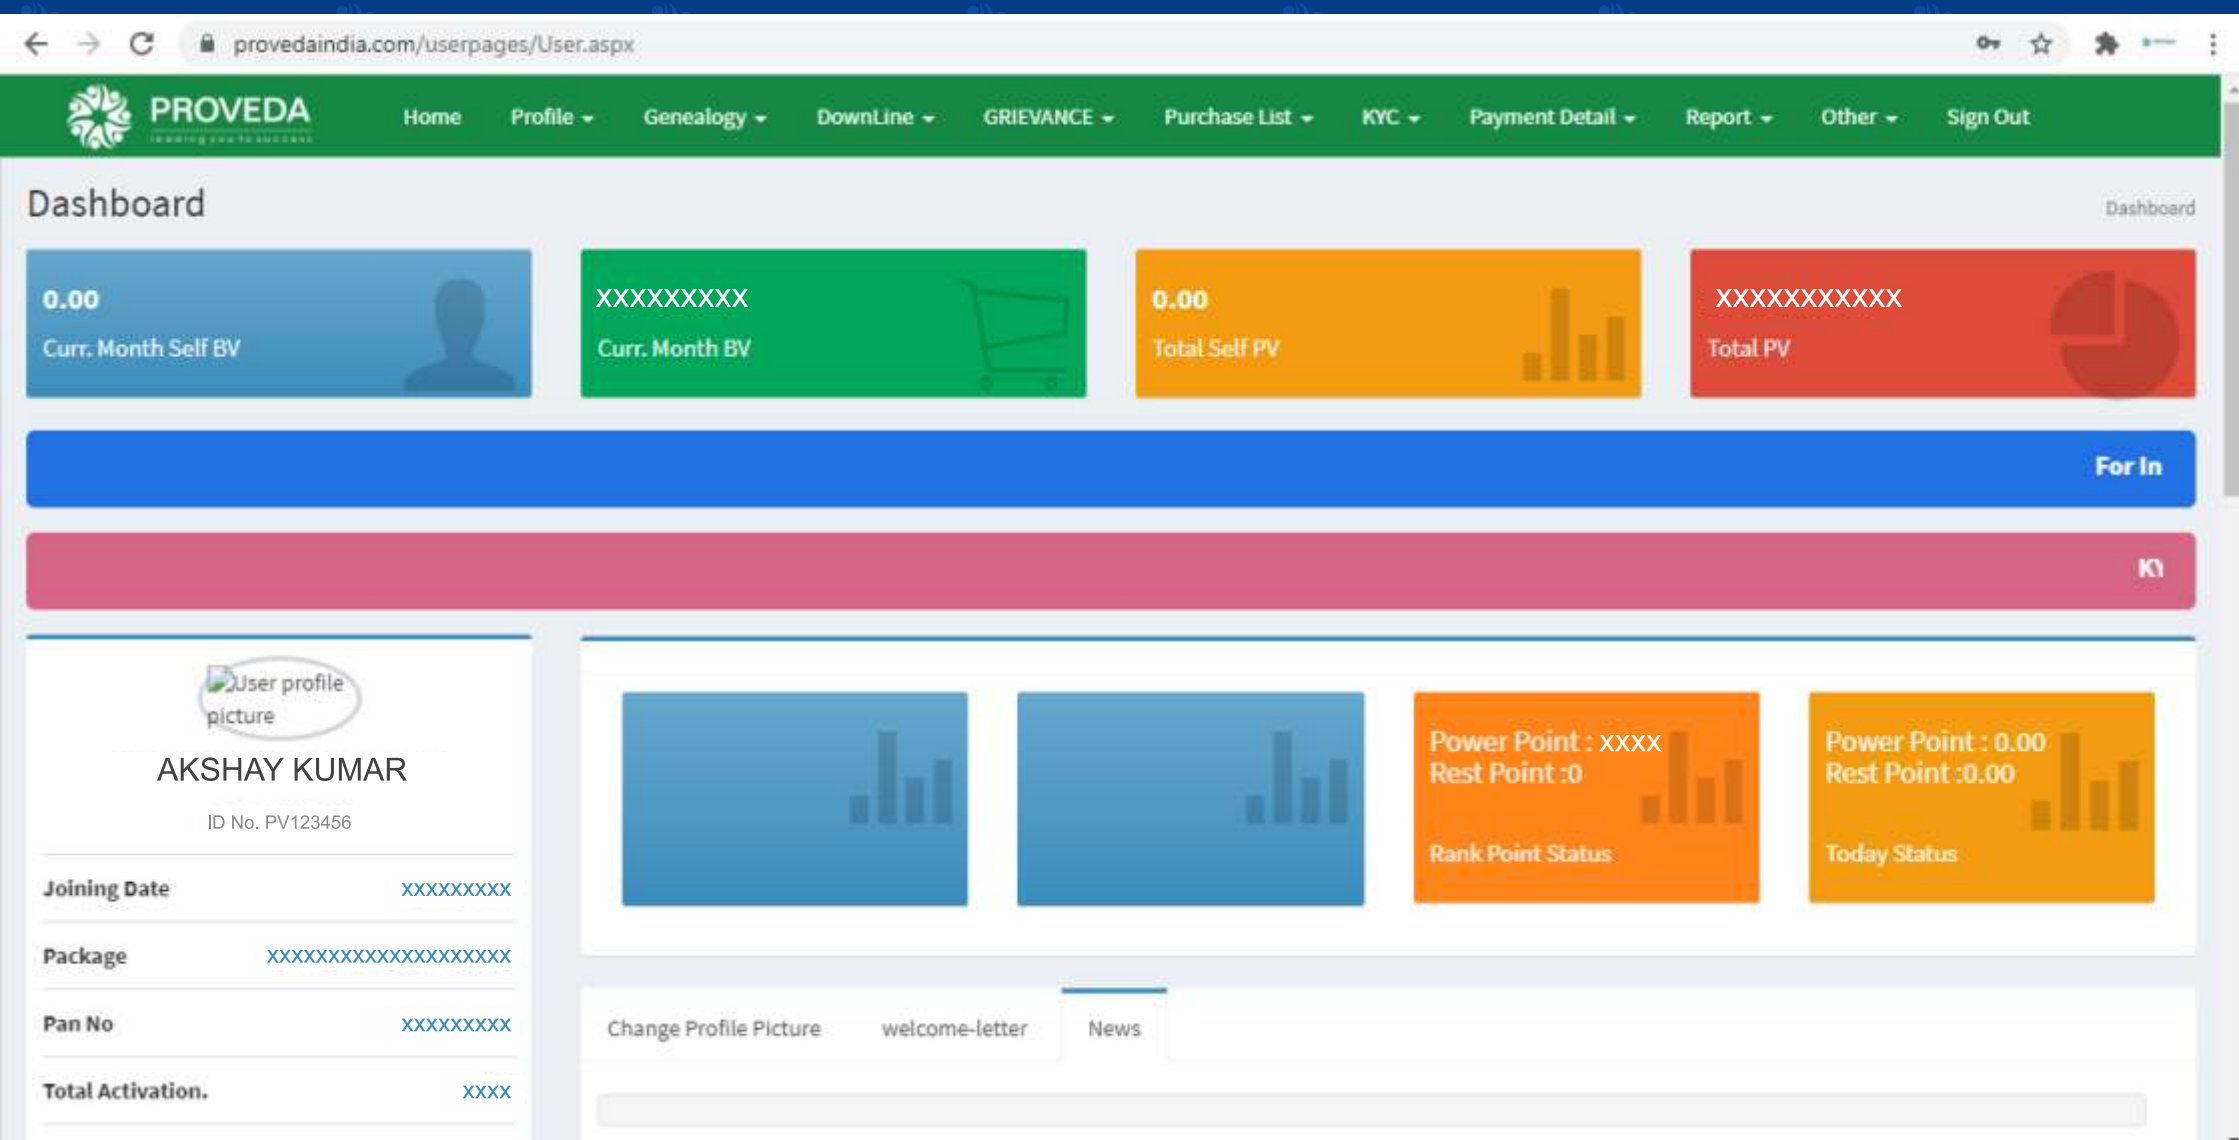 provedaindia.com/userpages/User.aspx
PROVEDA
leading you to success
Home Profile Genealogy DownLine GRIEVANCE Purchase List KYC Payment Detail Report Other Sign Out
Dashboard
Dashboard
0.00
Curr. Month Self BV
XXXXXXXXX
Curr. Month BV
0.00
Total Self PV
XXXXXXXXXXX
Total PV
For In
User profile
picture
AKSHAY KUMAR
ID No. PV123456
Joining Date XXXXXXXXX
Package XXXXXXXXXXXXXXXXXXXX
Pan No XXXXXXXXX
Total Activation. XXXX
Power Point : XXXX
Rest Point :0
Rank Point Status
Power Point : 0.00
Rest Point :0.00
Today Status
Change Profile Picture welcome-letter News